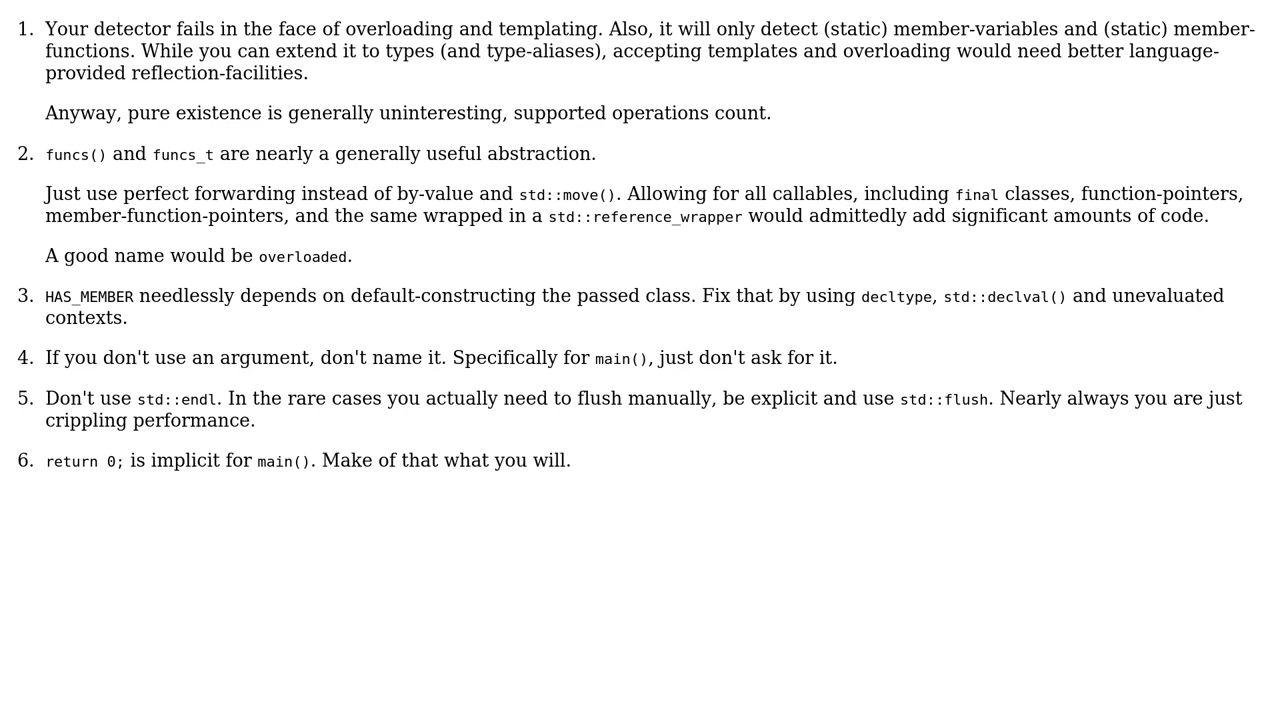 1. Your detector fails in the face of overloading and templating. Also, it will only detect (static) member-variables and (static) member-
functions. While you can extend it to types (and type-aliases), accepting templates and overloading would need better language-
provided reflection-facilities.
Anyway, pure existence is generally uninteresting, supported operations count.
2. funcs() and funcs_t are nearly a generally useful abstraction.
Just use perfect forwarding instead of by-value and std::move(). Allowing for all callables, including final classes, function-pointers,
member-function-pointers, and the same wrapped in a std::reference_wrapper would admittedly add significant amounts of code.
A good name would be overloaded.
3. HAS_MEMBER needlessly depends on default-constructing the passed class. Fix that by using decltype, std::declval() and unevaluated
contexts.
4. If you don't use an argument, don't name it. Specifically for main(), just don't ask for it.
5. Don't use std::endl. In the rare cases you actually need to flush manually, be explicit and use std::flush. Nearly always you are just
crippling performance.
6. return 0; is implicit for main(). Make of that what you will.